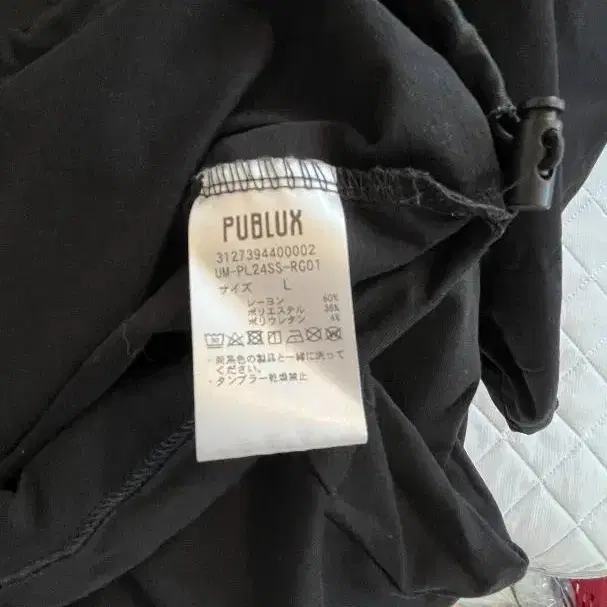 PUBLUX
3127394400002
UM-PL24SS-RG01
サイズ L
レーヨン 60%
ポリエステル 36%
ポリウレタン 4%
・同系色の製品と一緒に洗って
ください。
・タンブラー乾燥禁止